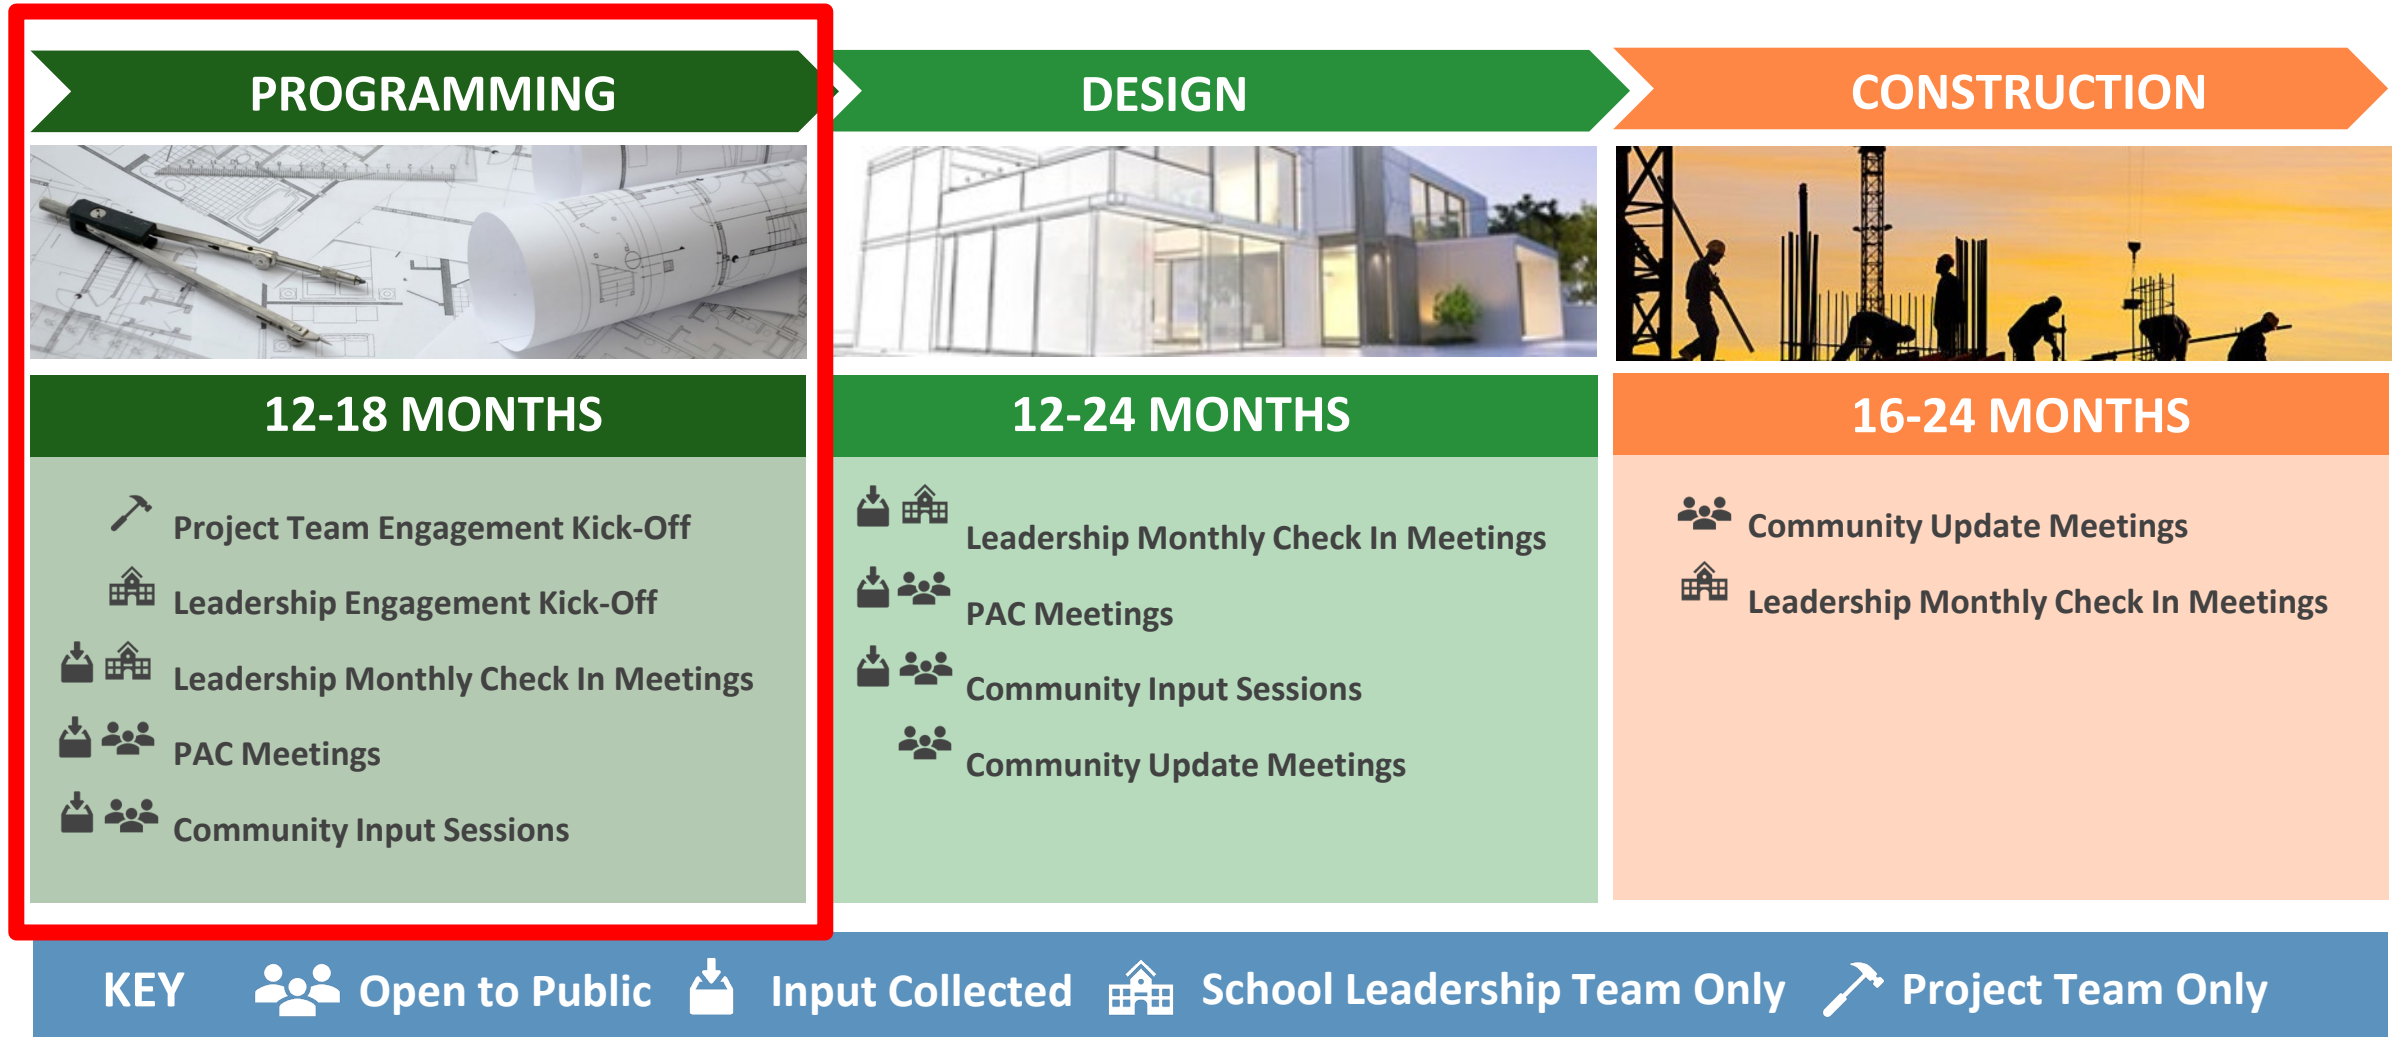 PROGRAMMING
12-18 MONTHS
Project Team Engagement Kick-Off
Leadership Engagement Kick-Off
Leadership Monthly Check In Meetings
PAC Meetings
Community Input Sessions
DESIGN
12-24 MONTHS
Leadership Monthly Check In Meetings
PAC Meetings
Community Input Sessions
Community Update Meetings
CONSTRUCTION
16-24 MONTHS
Community Update Meetings
Leadership Monthly Check In Meetings
KEY Open to Public Input Collected School Leadership Team Only Project Team Only